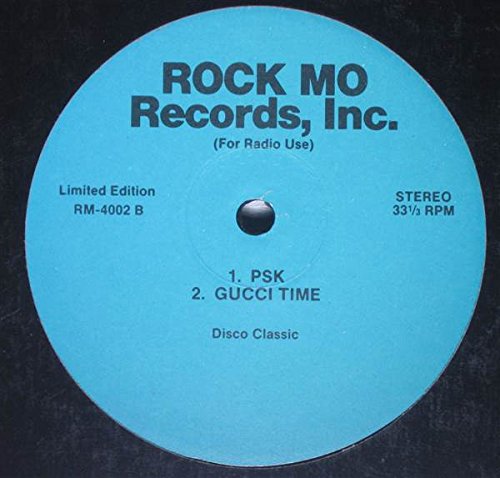 ROCK MO
Records, Inc.
(For Radio Use)
Limited Edition
RM-4002 B
STEREO
33⅓ RPM
1. PSK
2. GUCCI TIME
Disco Classic